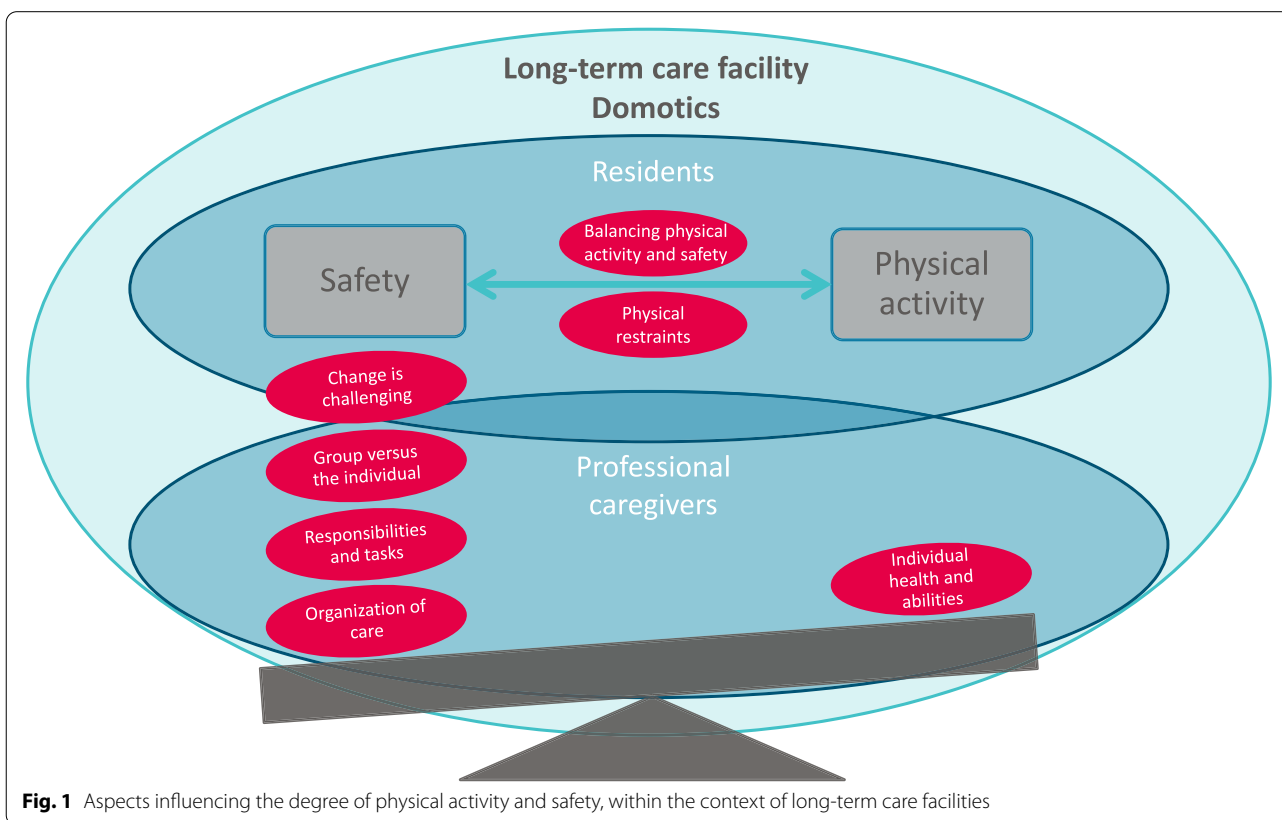 Long-term care facility
Domotics
Residents
Balancing physical
activity and safety
Safety
Physical
activity
Physical
restraints
Change is
challenging
Group versus
the individual
Professional
caregivers
Responsibilities
and tasks
Individual
health and
abilities
Organization of
care
Fig. 1 Aspects influencing the degree of physical activity and safety, within the context of long-term care facilities